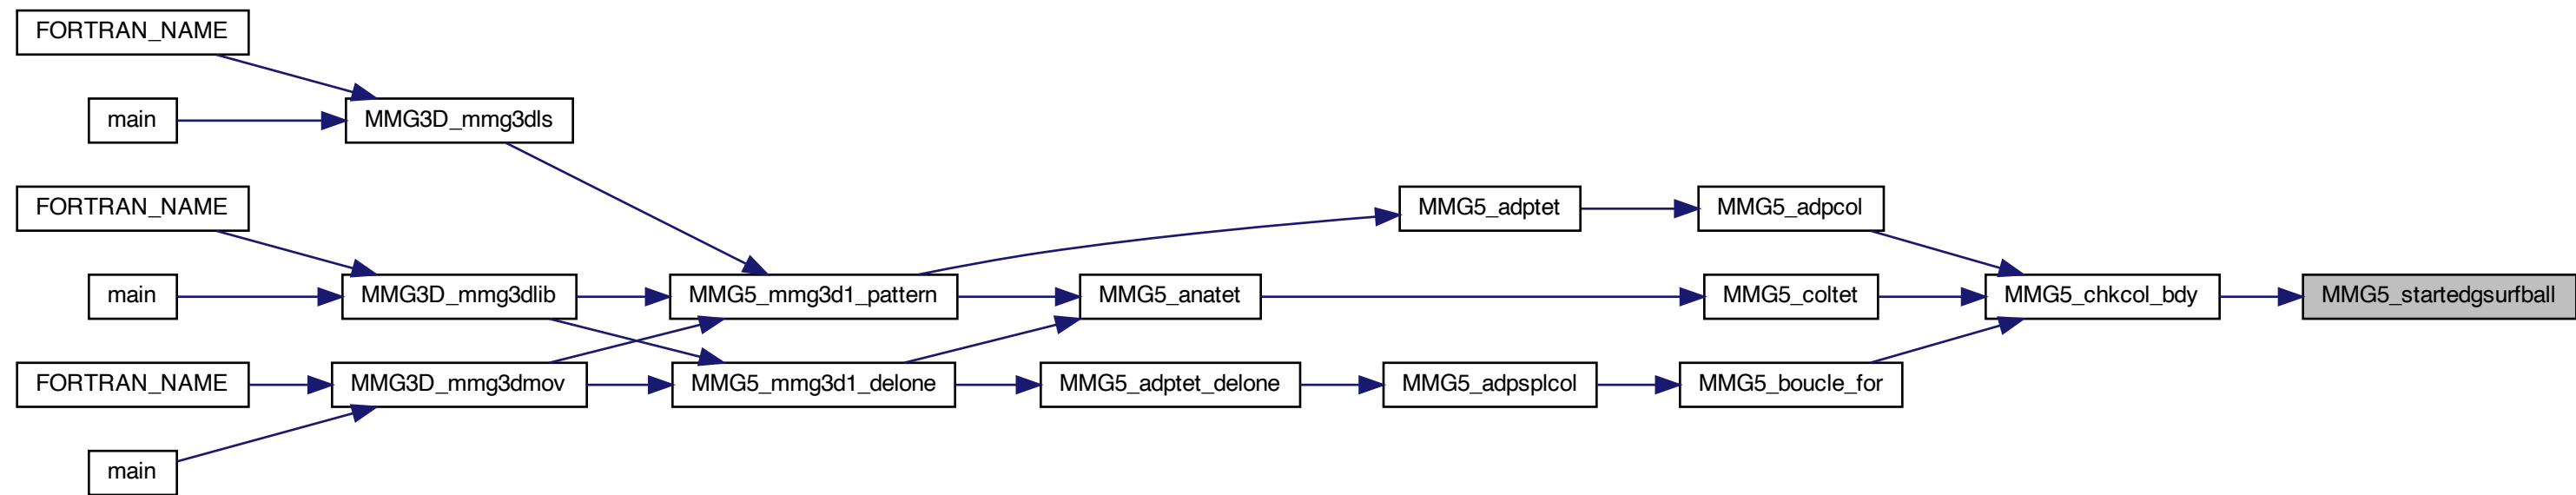 FORTRAN_NAME
main
MMG3D_mmg3dls
FORTRAN_NAME
MMG5_adptet
MMG5_adpcol
main
MMG3D_mmg3dlib
MMG5_mmg3d1_pattern
MMG5_anatet
MMG5_coltet
MMG5_chkcol_bdy
MMG5_startedgsurfball
FORTRAN_NAME
MMG3D_mmg3dmov
MMG5_mmg3d1_delone
MMG5_adptet_delone
MMG5_adpsplcol
MMG5_boucle_for
main